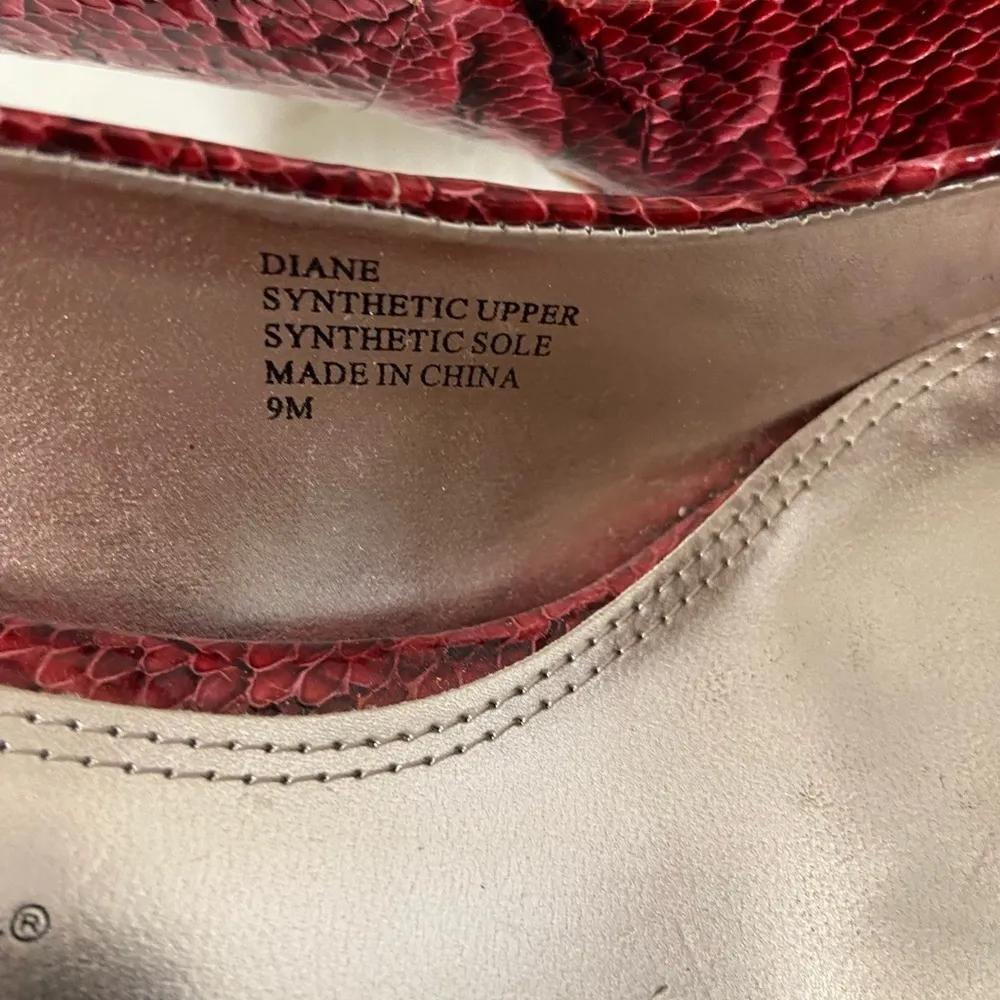 DIANE
SYNTHETIC UPPER
SYNTHETIC SOLE
MADE IN CHINA
9M
®